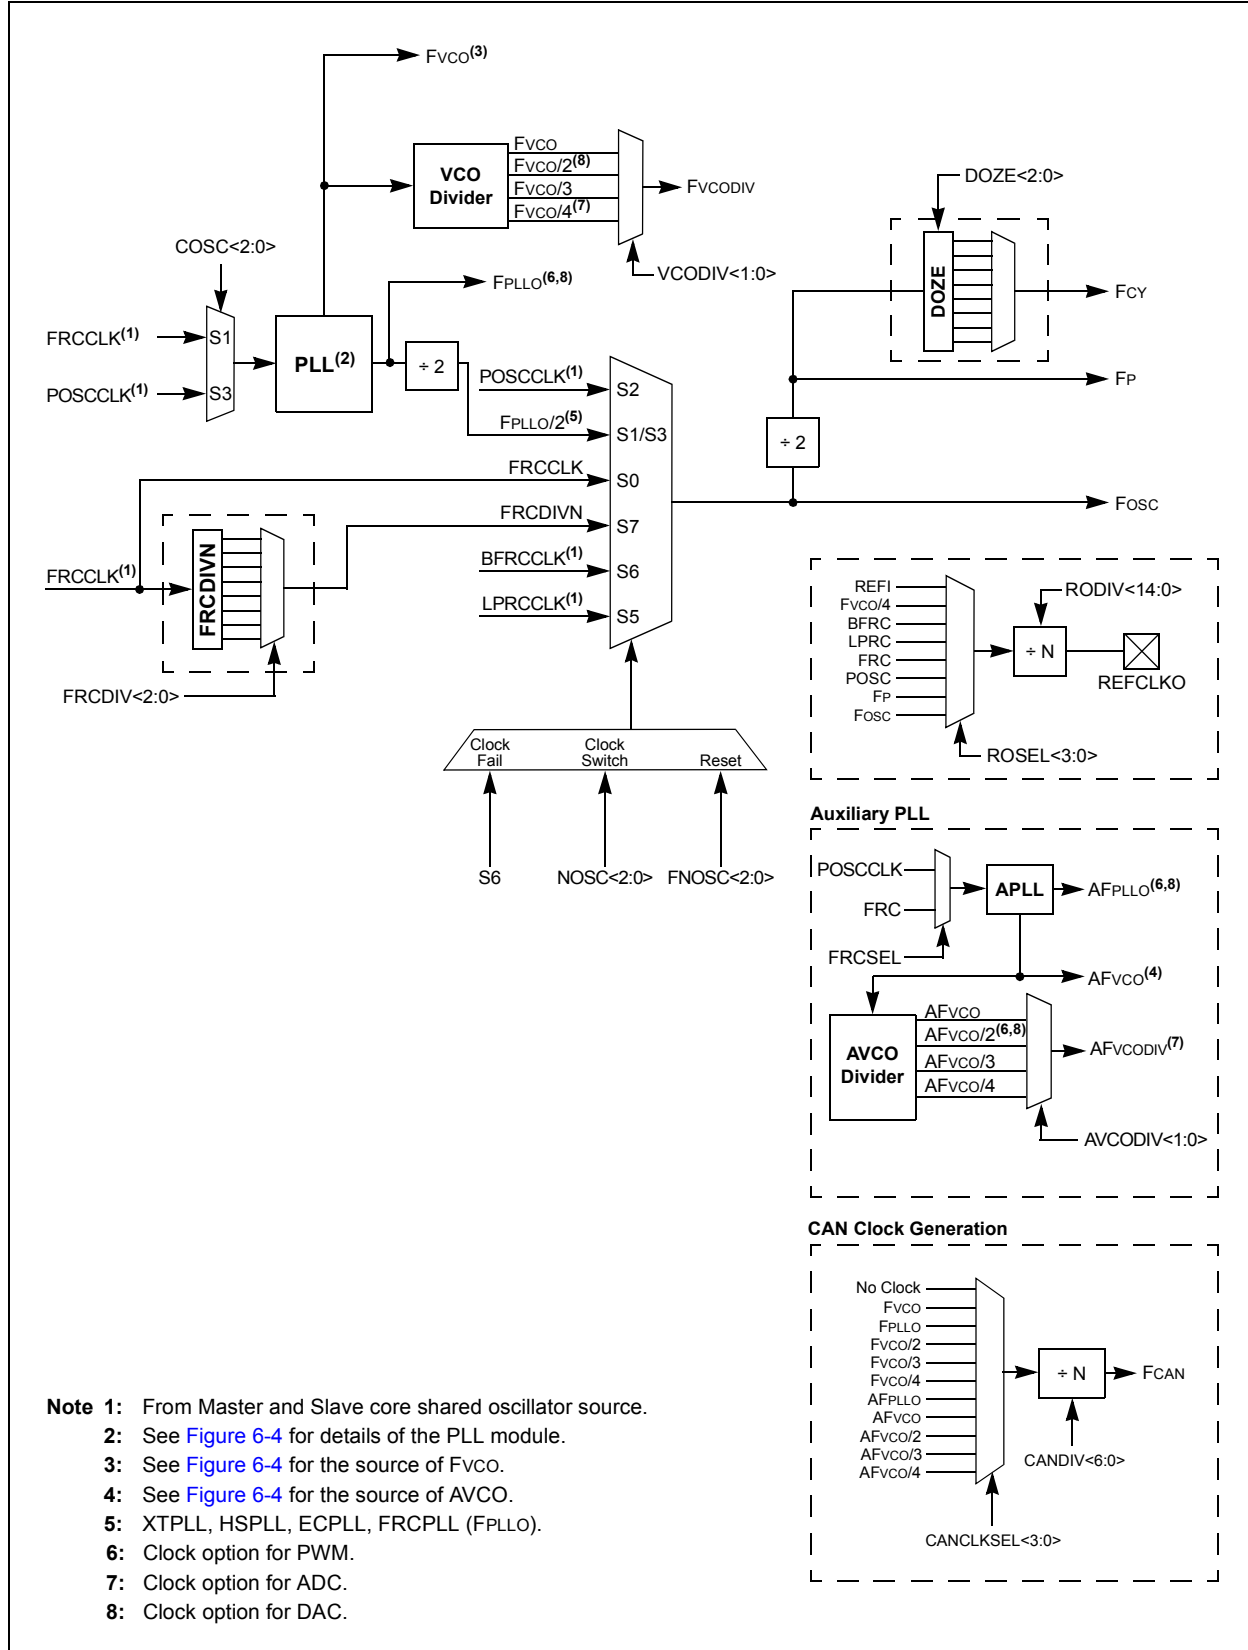 FVCO(3)
VCO
Divider
FVCO
FVCO/2(8)
FVCO/3
FVCO/4(7)
FVCODIV
VCODIV<1:0>
DOZE<2:0>
DOZE
FCY
COSC<2:0>
FPLLO(6,8)
FRCCLK(1)
S1
POSCCLK(1)
S3
PLL(2)
÷ 2
FP
÷ 2
POSCCLK(1)
S2
FPLLO/2(5)
S1/S3
FRCCLK
S0
FRCDIVN
S7
BFRCCLK(1)
S6
LPRCCLK(1)
S5
FOSC
FRCCLK(1)
FRCDIVN
FRCDIV<2:0>
Clock
Fail
Clock
Switch
Reset
S6
NOSC<2:0>
FNOSC<2:0>
REFI
FVCO/4
BFRC
LPRC
FRC
POSC
FP
FOSC
RODIV<14:0>
÷ N
REFCLKO
ROSEL<3:0>
Auxiliary PLL
POSCCLK
FRC
FRCSEL
APLL
AFPLLO(6,8)
AFVCO(4)
AVCO
Divider
AFVCO
AFVCO/2(6,8)
AFVCO/3
AFVCO/4
AFVCODIV(7)
AVCODIV<1:0>
CAN Clock Generation
No Clock
FVCO
FPLLO
FVCO/2
FVCO/3
FVCO/4
AFPLLO
AFVCO
AFVCO/2
AFVCO/3
AFVCO/4
÷ N
FCAN
CANDIV<6:0>
CANCLKSEL<3:0>
Note 1: From Master and Slave core shared oscillator source.
2: See Figure 6-4 for details of the PLL module.
3: See Figure 6-4 for the source of FVCO.
4: See Figure 6-4 for the source of AVCO.
5: XTPLL, HSPLL, ECPLL, FRCPLL (FPLLO).
6: Clock option for PWM.
7: Clock option for ADC.
8: Clock option for DAC.